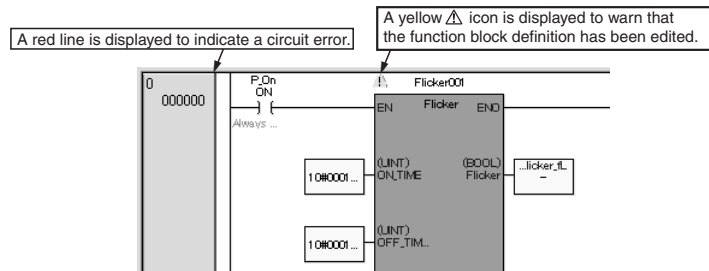 A yellow ⚠ icon is displayed to warn that
the function block definition has been edited.
A red line is displayed to indicate a circuit error.
0
000000
P_On
ON
Always ...
Flicker001
EN Flicker ENO
(UINT)
ON_TIME
(BOOL)
Flicker
10#0001...
...licker_fL
–
(UINT)
OFF_TIM...
10#0001...